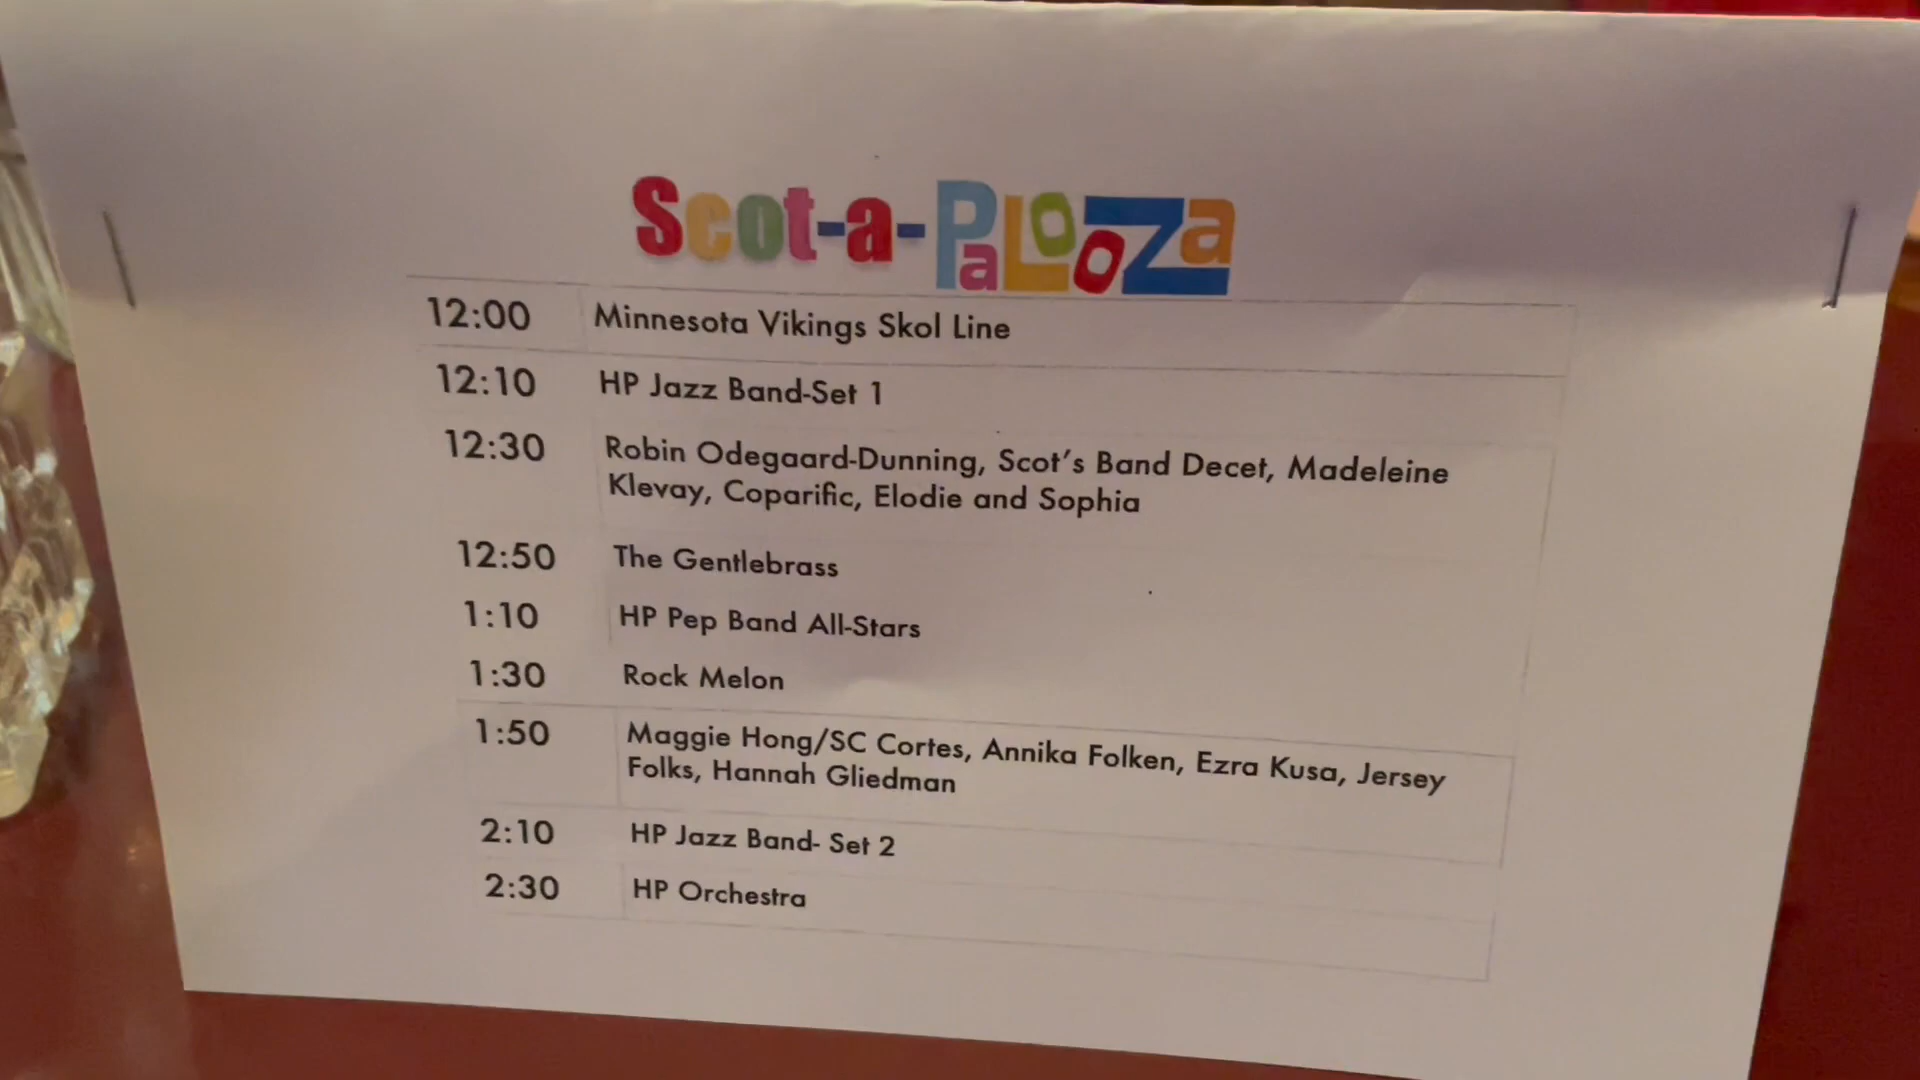 Scot-a-PaLooZa
12:00 Minnesota Vikings Skol Line
12:10 HP Jazz Band-Set 1
12:30 Robin Odegaard-Dunning, Scot's Band Decet, Madeleine
Klevay, Coparific, Elodie and Sophia
12:50 The Gentlebrass
1:10 HP Pep Band All-Stars
1:30 Rock Melon
1:50 Maggie Hong/SC Cortes, Annika Folken, Ezra Kusa, Jersey
Folks, Hannah Gliedman
2:10 HP Jazz Band- Set 2
2:30 HP Orchestra